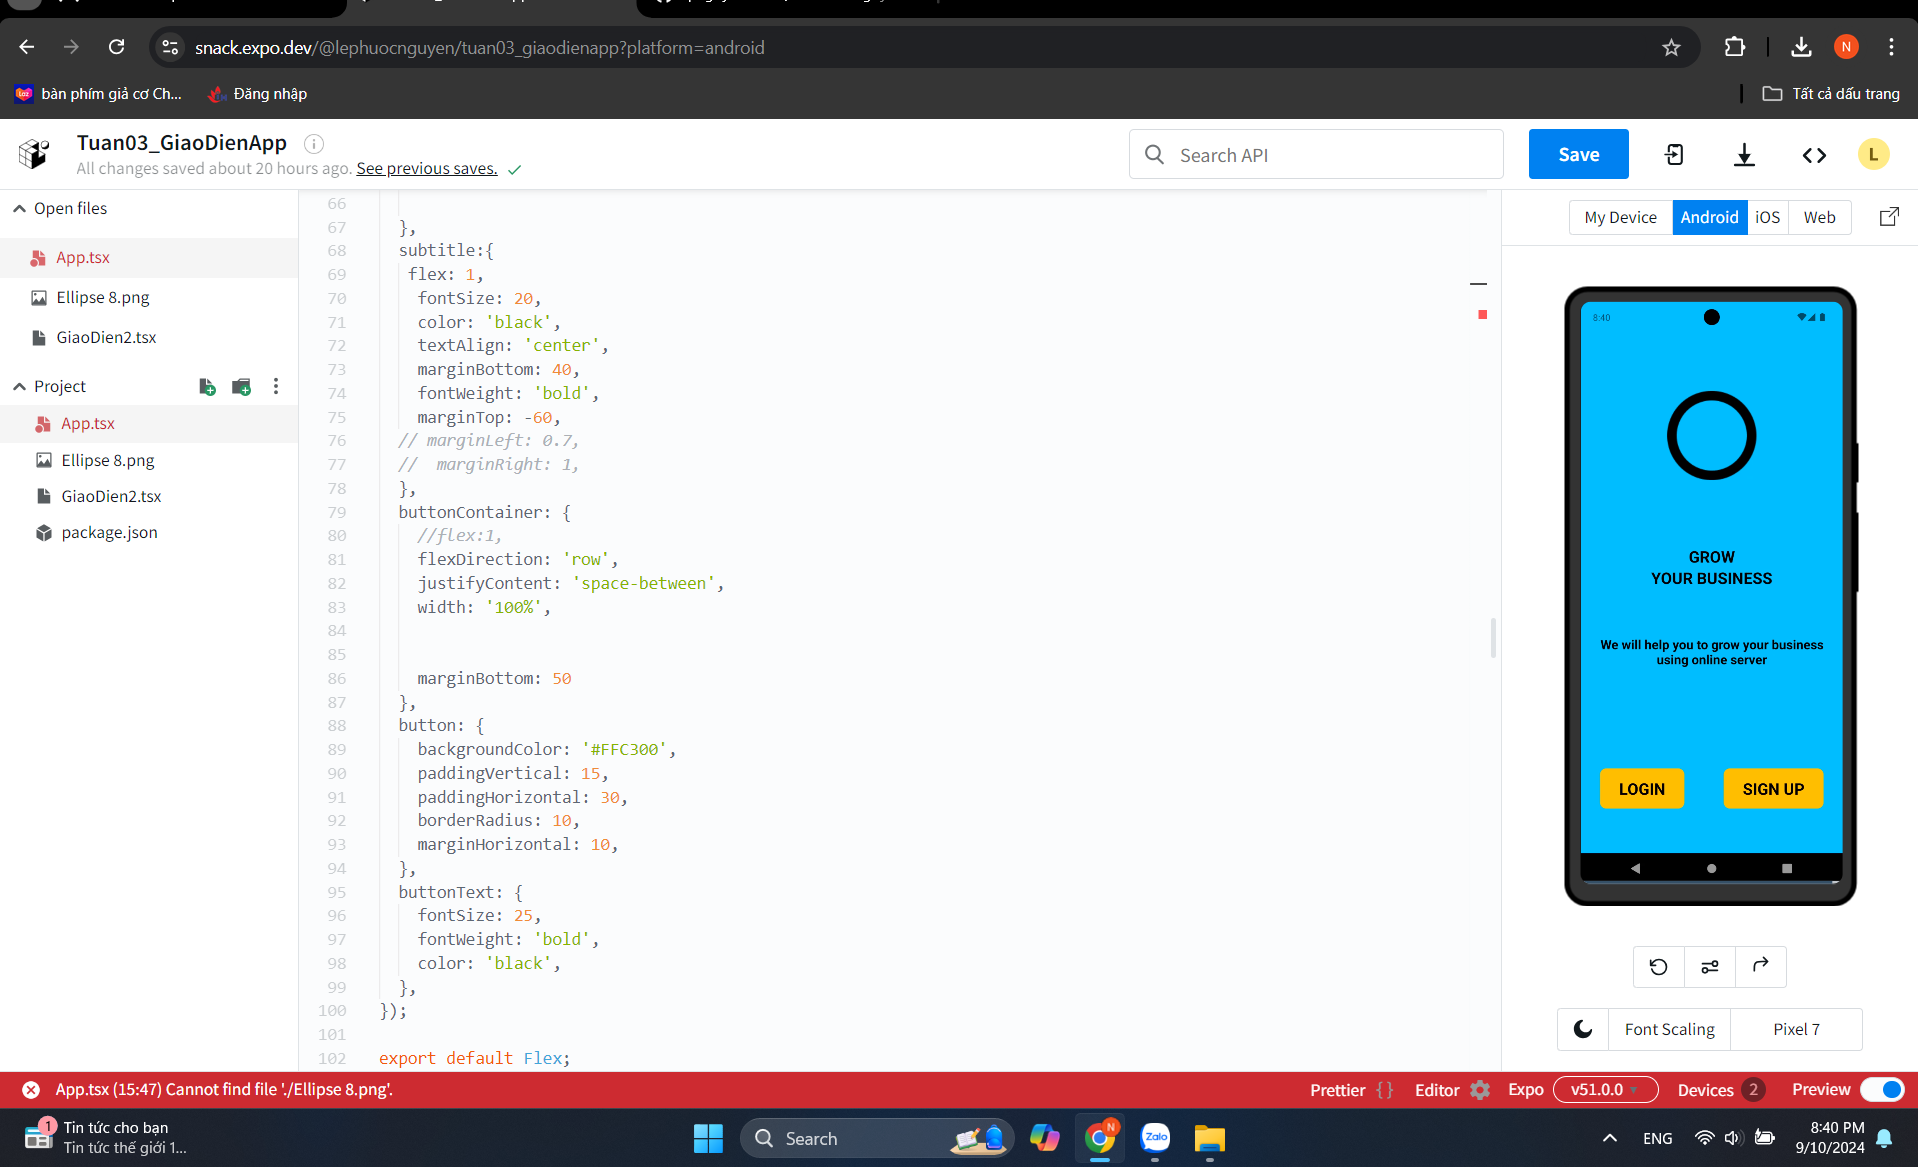 snack.expo.dev/@lephuocnguyen/tuan03_giaodienapp?platform=android
N
bàn phím giả cơ Ch...
Đăng nhập
Tất cả dấu trang
Tuan03_GiaoDienApp
All changes saved about 20 hours ago. See previous saves.
Search API
Save
L
Open files
App.tsx
Ellipse 8.png
GiaoDien2.tsx
Project
App.tsx
Ellipse 8.png
GiaoDien2.tsx
package.json
66
67 },
68 subtitle:{
69 flex: 1,
70 fontSize: 20,
71 color: 'black',
72 textAlign: 'center',
73 marginBottom: 40,
74 fontWeight: 'bold',
75 marginTop: -60,
76 // marginLeft: 0.7,
77 //  marginRight: 1,
78 },
79 buttonContainer: {
80 //flex:1,
81 flexDirection: 'row',
82 justifyContent: 'space-between',
83 width: '100%',
84
85
86 marginBottom: 50
87 },
88 button: {
89 backgroundColor: '#FFC300',
90 paddingVertical: 15,
91 paddingHorizontal: 30,
92 borderRadius: 10,
93 marginHorizontal: 10,
94 },
95 buttonText: {
96 fontSize: 25,
97 fontWeight: 'bold',
98 color: 'black',
99 },
100 });
101
102 export default Flex;
My Device Android iOS Web
8:40
GROW
YOUR BUSINESS
We will help you to grow your business
using online server
LOGIN SIGN UP
Font Scaling Pixel 7
App.tsx (15:47) Cannot find file './Ellipse 8.png'.
Prettier {} Editor Expo v51.0.0 Devices 2 Preview
1
Tin tức cho bạn
Tin tức thế giới 1...
Search
N
Zalo
ENG
8:40 PM
9/10/2024